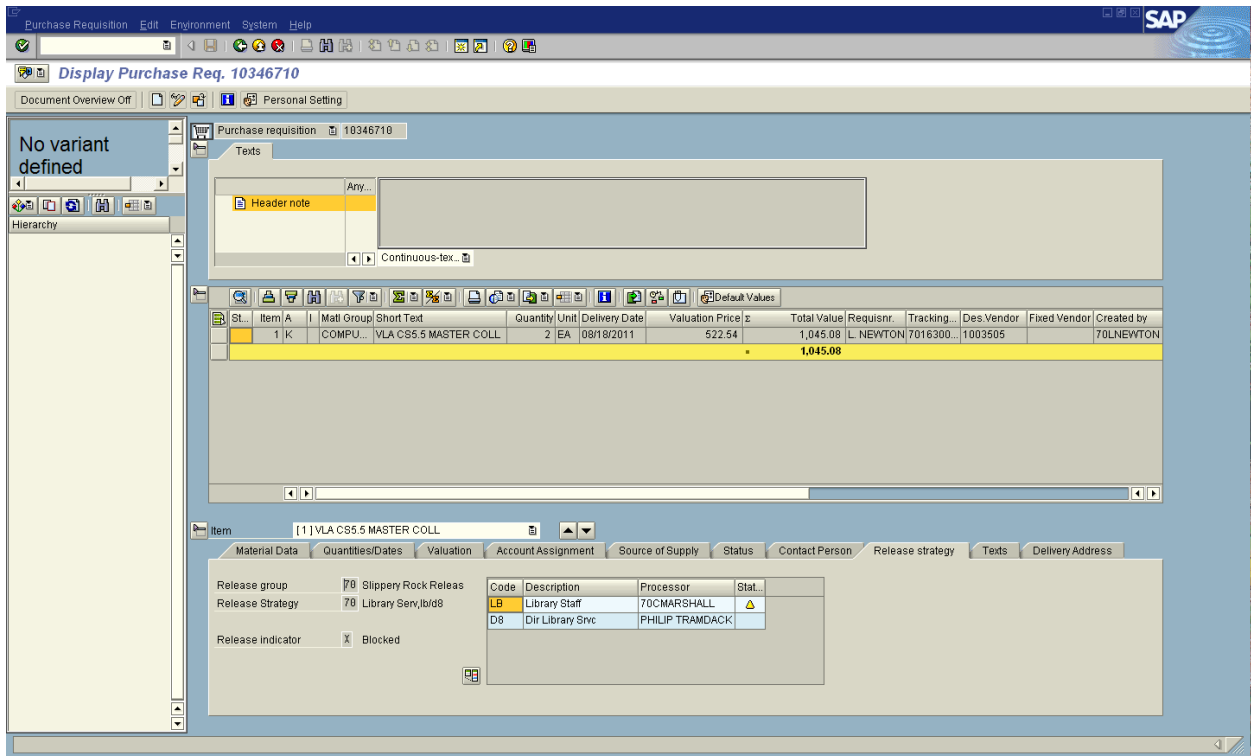 Purchase Requisition Edit Environment System Help
SAP
Display Purchase Req. 10346710
Document Overview Off Personal Setting
No variant
defined
Hierarchy
Purchase requisition 10346710
Texts
Any...
Header note
Continuous-tex...
Default Values
St... Item A I Matl Group Short Text Quantity Unit Delivery Date Valuation Price Σ Total Value Requisnr. Tracking... Des.Vendor Fixed Vendor Created by
1 K COMPU... VLA CS5.5 MASTER COLL 2 EA 08/18/2011 522.54 1,045.08 L. NEWTON 7016300... 1003505 70LNEWTON
1,045.08
Item [ 1 ] VLA CS5.5 MASTER COLL
Material Data Quantities/Dates Valuation Account Assignment Source of Supply Status Contact Person Release strategy Texts Delivery Address
Release group 70 Slippery Rock Releas
Release Strategy 70 Library Serv,lb/d8
Release indicator X Blocked
Code Description Processor Stat...
LB Library Staff 70CMARSHALL
D8 Dir Library Srvc PHILIP TRAMDACK